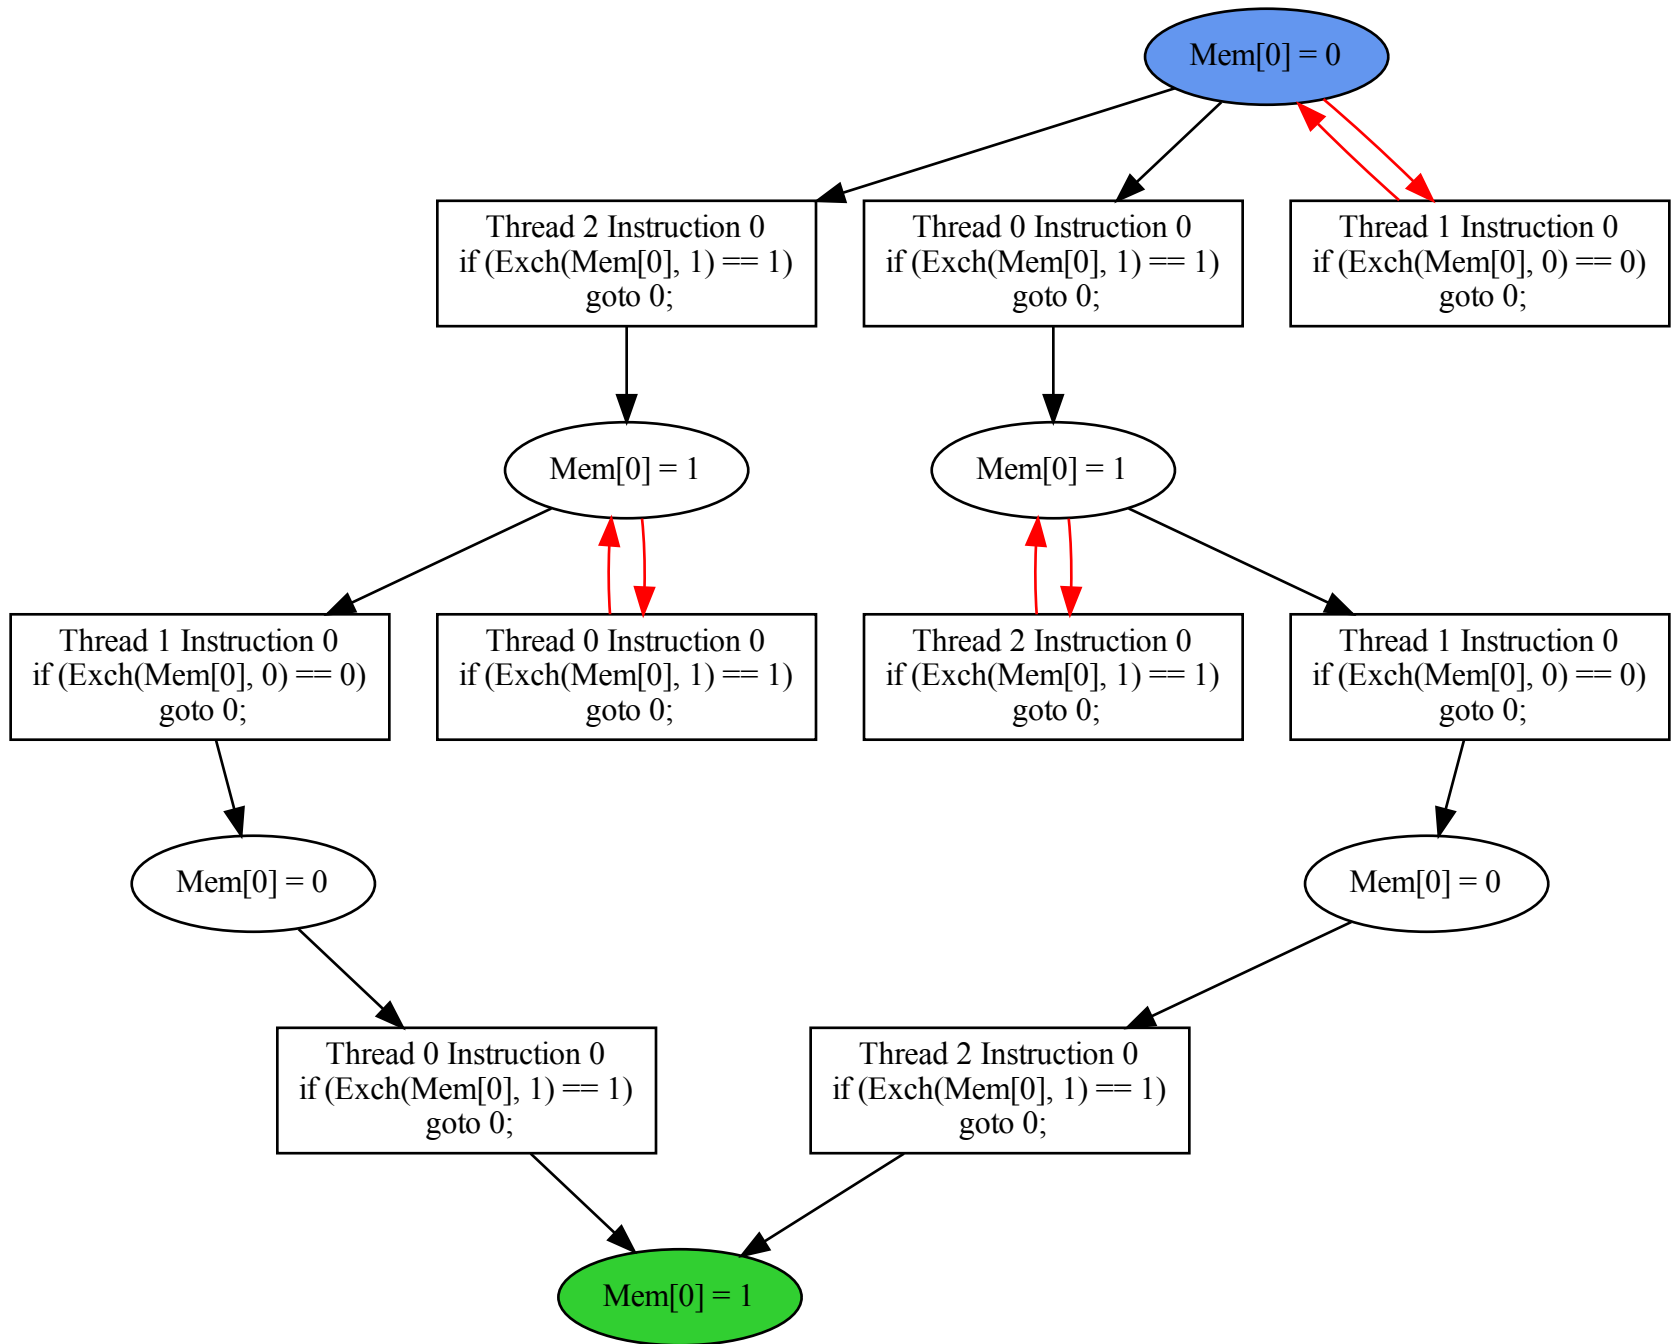 Mem[0] = 0
Thread 2 Instruction 0
if (Exch(Mem[0], 1) == 1)
goto 0;
Thread 0 Instruction 0
if (Exch(Mem[0], 1) == 1)
goto 0;
Thread 1 Instruction 0
if (Exch(Mem[0], 0) == 0)
goto 0;
Mem[0] = 1
Mem[0] = 1
Thread 1 Instruction 0
if (Exch(Mem[0], 0) == 0)
goto 0;
Thread 0 Instruction 0
if (Exch(Mem[0], 1) == 1)
goto 0;
Thread 2 Instruction 0
if (Exch(Mem[0], 1) == 1)
goto 0;
Thread 1 Instruction 0
if (Exch(Mem[0], 0) == 0)
goto 0;
Mem[0] = 0
Mem[0] = 0
Thread 0 Instruction 0
if (Exch(Mem[0], 1) == 1)
goto 0;
Thread 2 Instruction 0
if (Exch(Mem[0], 1) == 1)
goto 0;
Mem[0] = 1